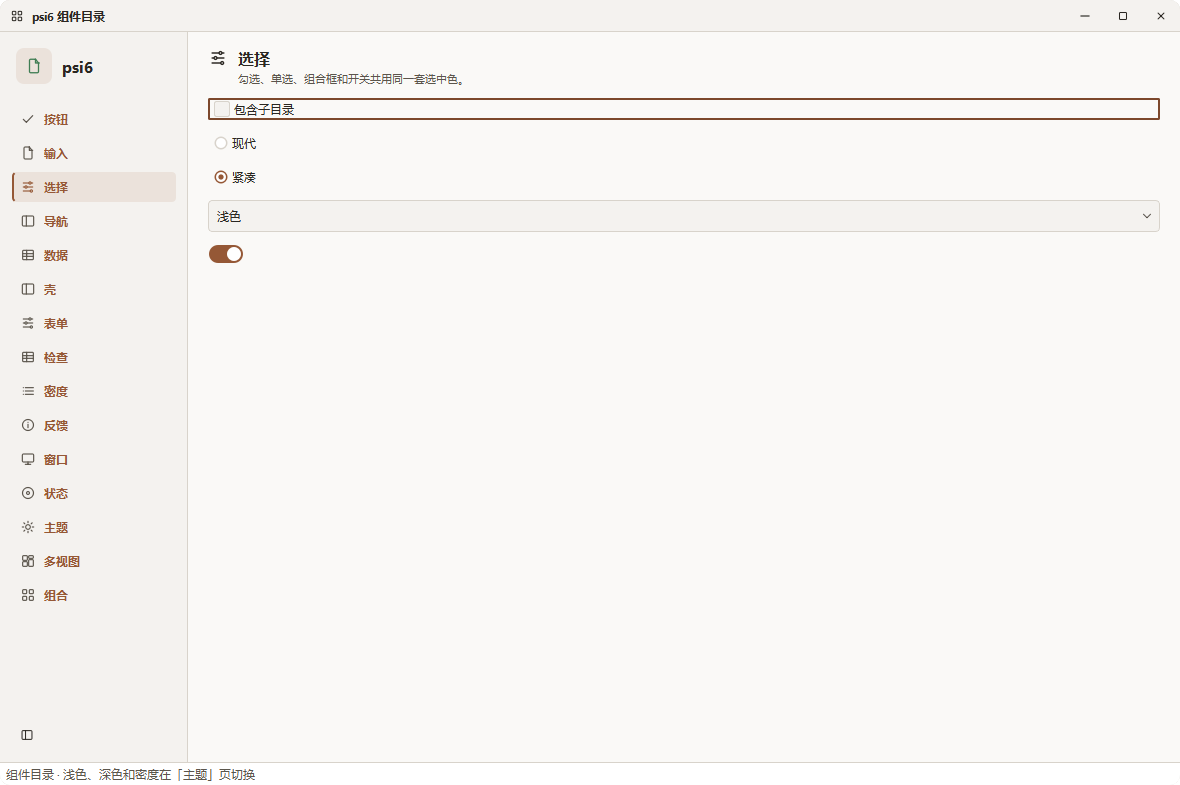 psi6 组件目录
psi6
按钮
输入
选择
导航
数据
壳
表单
检查
密度
反馈
窗口
状态
主题
多视图
组合
选择
勾选、单选、组合框和开关共用同一套选中色。
包含子目录
现代
紧凑
浅色
组件目录 · 浅色、深色和密度在「主题」页切换